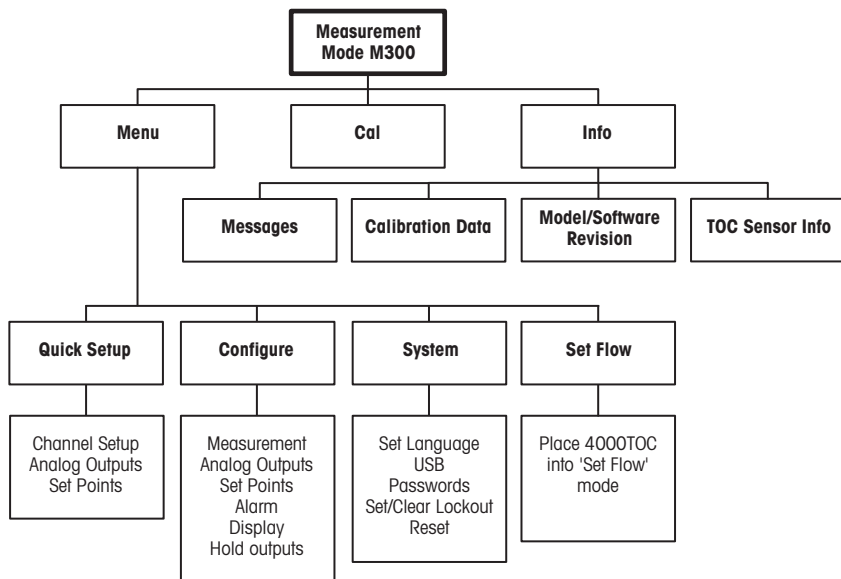 Measurement
Mode M300
Menu
Cal
Info
Messages
Calibration Data
Model/Software
Revision
TOC Sensor Info
Quick Setup
Configure
System
Set Flow
Channel Setup
Analog Outputs
Set Points
Measurement
Analog Outputs
Set Points
Alarm
Display
Hold outputs
Set Language
USB
Passwords
Set/Clear Lockout
Reset
Place 4000TOC
into 'Set Flow'
mode